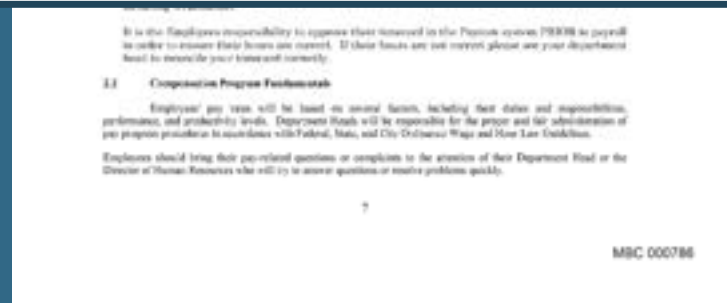 It is the Employees responsibility to approve their timecard in the Paycom system PRIOR to payroll
in order to ensure their hours are correct. If their hours are not correct please see your department
head to reconcile your timecard correctly.
Compensation Program Fundamentals
Employees' pay rates will be based on several factors, including their duties and responsibilities,
performance, and productivity levels. Department Heads will be responsible for the proper and fair administration of
pay program procedures in accordance with Federal, State, and City Ordinance Wage and Hour Law Guidelines.
Employees should bring their pay-related questions or complaints to the attention of their Department Head or the
Director of Human Resources who will try to answer questions or resolve problems quickly.
7
MBC 000786